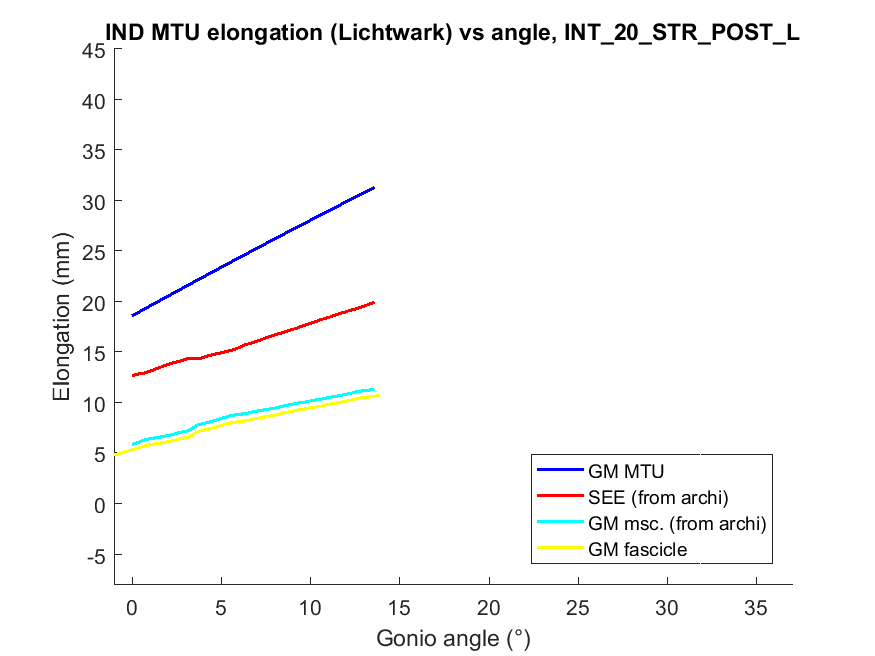 IND MTU elongation (Lichtwark) vs angle, INT_20_STR_POST_L
45
40
35
30
25
20
15
10
5
0
-5
Elongation (mm)
GM MTU
SEE (from archi)
GM msc. (from archi)
GM fascicle
0 5 10 15 20 25 30 35
Gonio angle (°)